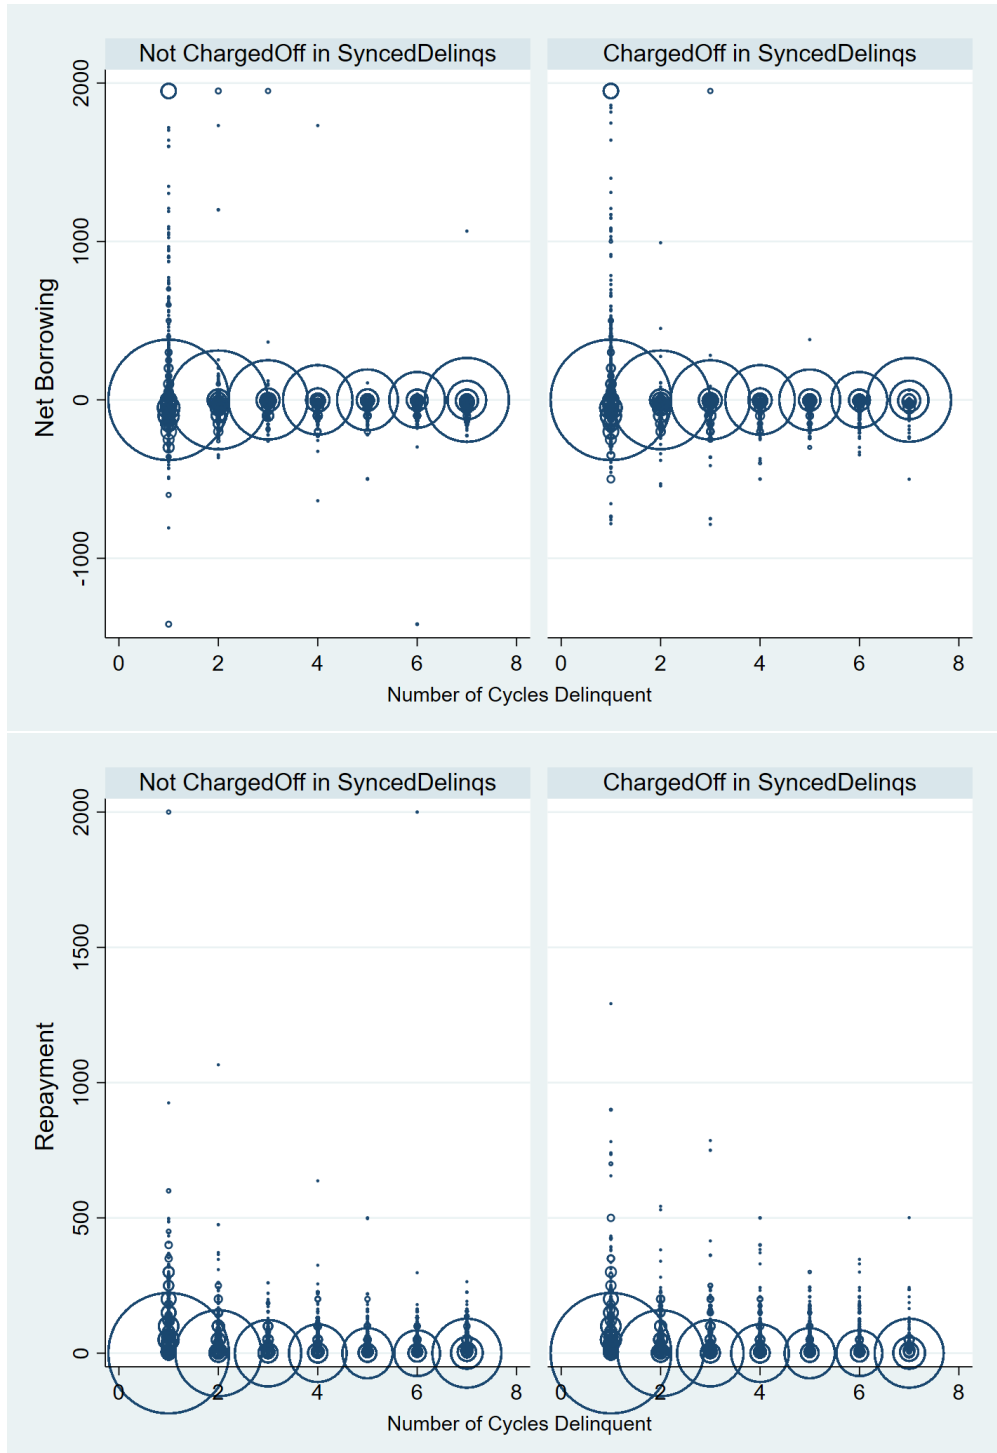 Not ChargedOff in SyncedDelinqs
ChargedOff in SyncedDelinqs
Net Borrowing
2000
1000
0
-1000
0 2 4 6 8
0 2 4 6 8
Number of Cycles Delinquent
Not ChargedOff in SyncedDelinqs
ChargedOff in SyncedDelinqs
Repayment
2000
1500
1000
500
0
0 2 4 6 8
0 2 4 6 8
Number of Cycles Delinquent